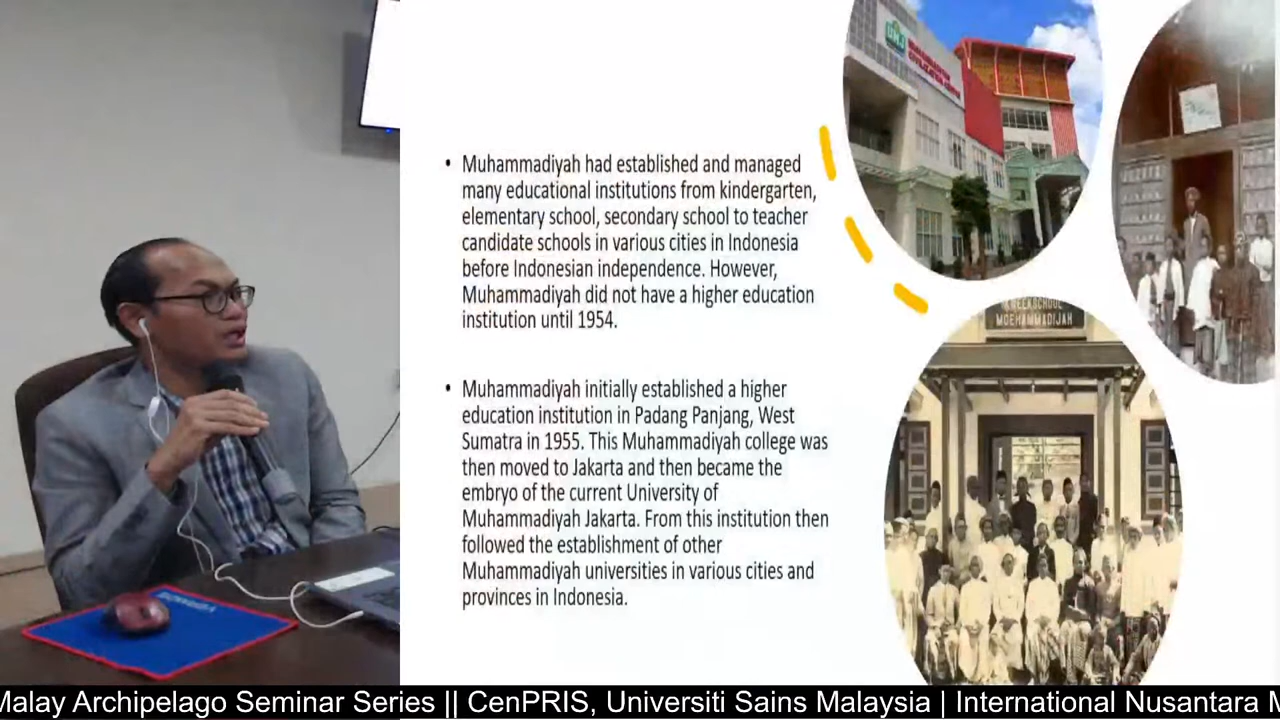 • Muhammadiyah had established and managed
many educational institutions from kindergarten,
elementary school, secondary school to teacher
candidate schools in various cities in Indonesia
before Indonesian independence. However,
Muhammadiyah did not have a higher education
institution until 1954.
• Muhammadiyah initially established a higher
education institution in Padang Panjang, West
Sumatra in 1955. This Muhammadiyah college was
then moved to Jakarta and then became the
embryo of the current University of
Muhammadiyah Jakarta. From this institution then
followed the establishment of other
Muhammadiyah universities in various cities and
provinces in Indonesia.
MOEHAMMADIJAH
Malay Archipelago Seminar Series || CenPRIS, Universiti Sains Malaysia | International Nusantara M